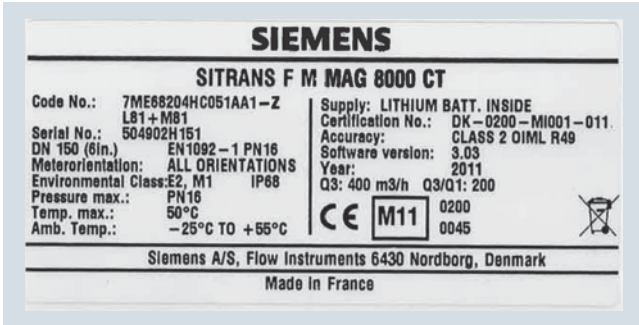 SIEMENS
SITRANS F M MAG 8000 CT
Code No.: 7ME68204HC051AA1-Z
L81+M81
Serial No.: 504902H151
DN 150 (6in.) EN1092-1 PN16
Meterorientation: ALL ORIENTATIONS
Environmental Class:E2, M1 IP68
Pressure max.: PN16
Temp. max.: 50°C
Amb. Temp.: -25°C TO +55°C
Supply: LITHIUM BATT. INSIDE
Certification No.: DK-0200-MI001-011
Accuracy: CLASS 2 OIML R49
Software version: 3.03
Year: 2011
Q3: 400 m3/h Q3/Q1: 200
CE M11 0200
0045
Siemens A/S, Flow Instruments 6430 Nordborg, Denmark
Made in France